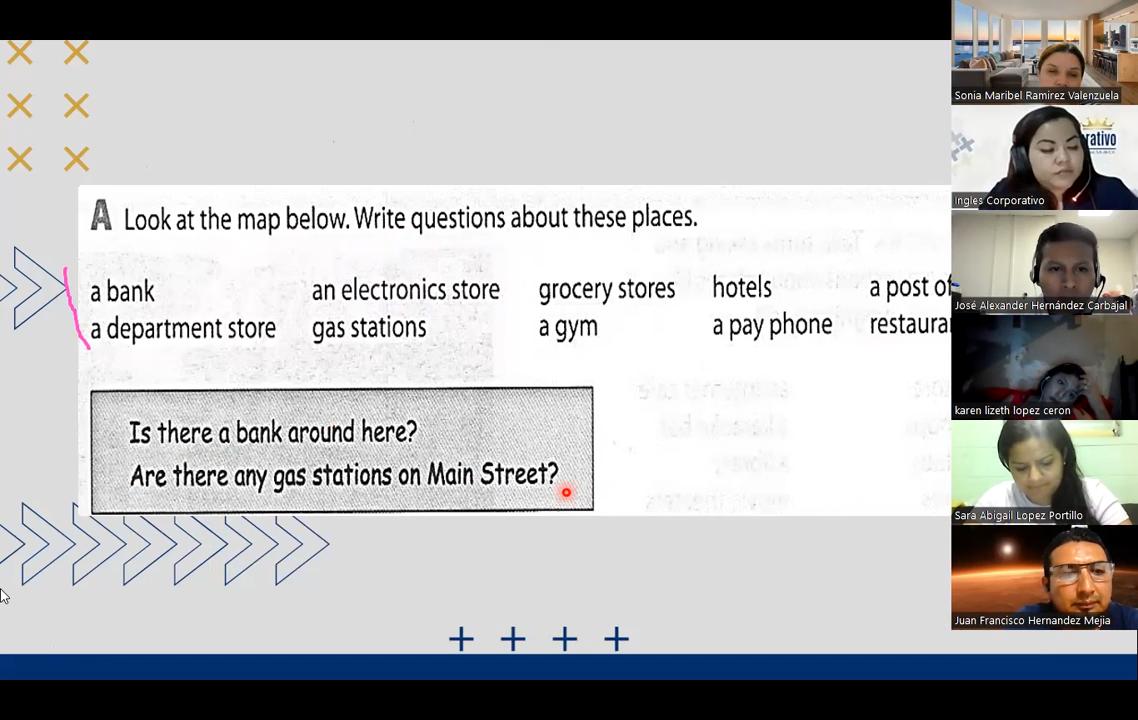 A Look at the map below. Write questions about these places.
a bank an electronics store grocery stores hotels a post
a department store gas stations a gym a pay phone
Is there a bank around here?
Are there any gas stations on Main Street?
Sonia Maribel Ramirez Valenzuela
rativo
Ingles Corporativo
José Alexander Hernández Carbajal
karen lizeth lopez ceron
Sara Abigail Lopez Portillo
Juan Francisco Hernandez Mejia